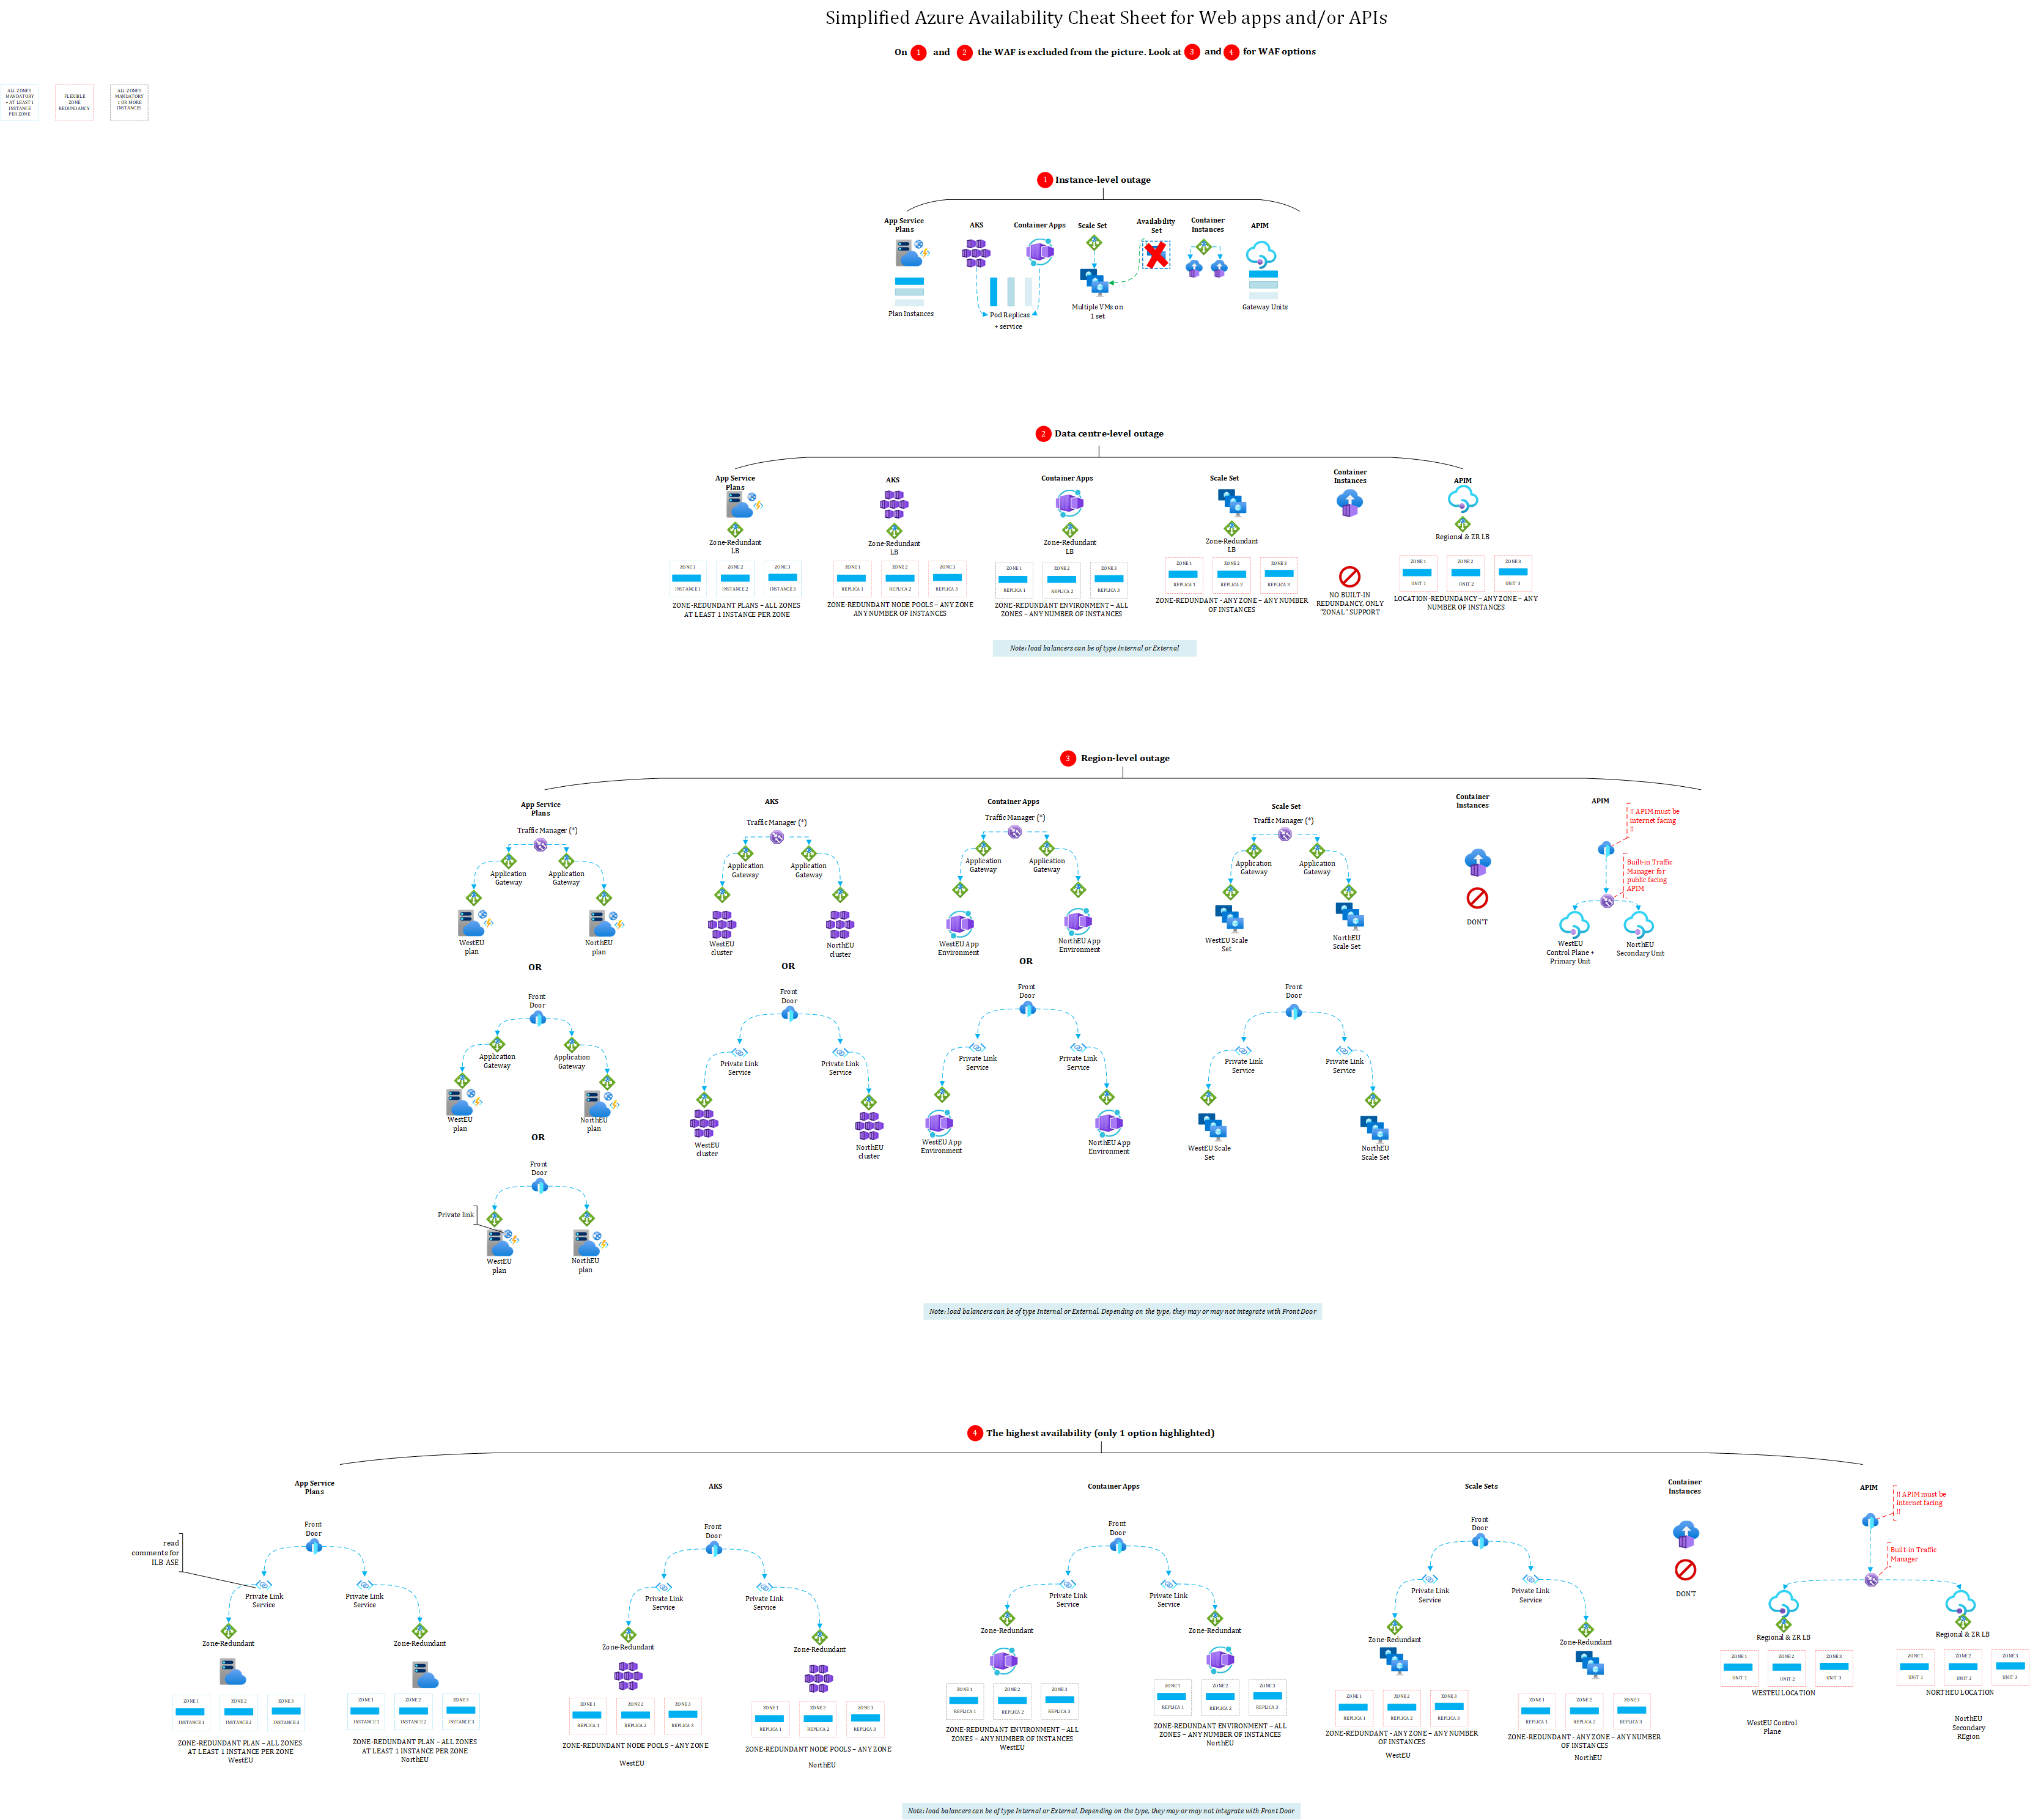 Simplified Azure Availability Cheat Sheet for Web apps and/or APIs
On 1 and 2 the WAF is excluded from the picture. Look at 3 and 4 for WAF options
ALL ZONES
MANDATORY
+ AT LEAST 1
INSTANCE
PER ZONE
FLEXIBLE
ZONE
REDUNDANCY
ALL ZONES
MANDATORY
1 OR MORE
INSTANCES
1 Instance-level outage
App Service
Plans
Plan Instances
AKS
Container Apps
Pod Replicas
+ service
Scale Set
Multiple VMs on
1 set
Availability
Set
Container
Instances
APIM
Gateway Units
2 Data centre-level outage
App Service
Plans
Zone-Redundant
LB
ZONE 1
INSTANCE 1
ZONE 2
INSTANCE 2
ZONE 3
INSTANCE 3
ZONE-REDUNDANT PLANS – ALL ZONES
AT LEAST 1 INSTANCE PER ZONE
AKS
Zone-Redundant
LB
ZONE 1
REPLICA 1
ZONE 2
REPLICA 2
ZONE 3
REPLICA 3
ZONE-REDUNDANT NODE POOLS – ANY ZONE
ANY NUMBER OF INSTANCES
Container Apps
Zone-Redundant
LB
ZONE 1
REPLICA 1
ZONE 2
REPLICA 2
ZONE 3
REPLICA 3
ZONE-REDUNDANT ENVIRONMENT – ALL
ZONES – ANY NUMBER OF INSTANCES
Scale Set
Zone-Redundant
LB
ZONE 1
REPLICA 1
ZONE 2
REPLICA 2
ZONE 3
REPLICA 3
ZONE-REDUNDANT - ANY ZONE – ANY NUMBER
OF INSTANCES
Container
Instances
NO BUILT-IN
REDUNDANCY, ONLY
"ZONAL" SUPPORT
APIM
Regional & ZR LB
ZONE 1
UNIT 1
ZONE 2
UNIT 2
ZONE 3
UNIT 3
LOCATION-REDUNDANCY – ANY ZONE – ANY
NUMBER OF INSTANCES
Note: load balancers can be of type Internal or External
3 Region-level outage
App Service
Plans
Traffic Manager (*)
Application
Gateway
Application
Gateway
WestEU
plan
NorthEU
plan
OR
Front
Door
Application
Gateway
Application
Gateway
WestEU
plan
NorthEU
plan
OR
Front
Door
Private link
WestEU
plan
NorthEU
plan
AKS
Traffic Manager (*)
Application
Gateway
Application
Gateway
WestEU
cluster
NorthEU
cluster
OR
Front
Door
Private Link
Service
Private Link
Service
WestEU
cluster
NorthEU
cluster
Container Apps
Traffic Manager (*)
Application
Gateway
Application
Gateway
WestEU App
Environment
NorthEU App
Environment
OR
Front
Door
Private Link
Service
Private Link
Service
WestEU App
Environment
NorthEU App
Environment
Scale Set
Traffic Manager (*)
Application
Gateway
Application
Gateway
WestEU Scale
Set
NorthEU
Scale Set
Front
Door
Private Link
Service
Private Link
Service
WestEU Scale
Set
NorthEU
Scale Set
Container
Instances
DON'T
APIM
!! APIM must be
internet facing
!!
Built-in Traffic
Manager for
public facing
APIM
WestEU
Control Plane +
Primary Unit
NorthEU
Secondary Unit
Note: load balancers can be of type Internal or External. Depending on the type, they may or may not integrate with Front Door
4 The highest availability (only 1 option highlighted)
App Service
Plans
Front
Door
read
comments for
ILB ASE
Private Link
Service
Private Link
Service
Zone-Redundant
Zone-Redundant
ZONE 1
INSTANCE 1
ZONE 2
INSTANCE 2
ZONE 3
INSTANCE 3
ZONE-REDUNDANT PLAN – ALL ZONES
AT LEAST 1 INSTANCE PER ZONE
WestEU
ZONE 1
INSTANCE 1
ZONE 2
INSTANCE 2
ZONE 3
INSTANCE 3
ZONE-REDUNDANT PLAN – ALL ZONES
AT LEAST 1 INSTANCE PER ZONE
NorthEU
AKS
Front
Door
Private Link
Service
Private Link
Service
Zone-Redundant
Zone-Redundant
ZONE 1
REPLICA 1
ZONE 2
REPLICA 2
ZONE 3
REPLICA 3
ZONE-REDUNDANT NODE POOLS – ANY ZONE
WestEU
ZONE 1
REPLICA 1
ZONE 2
REPLICA 2
ZONE 3
REPLICA 3
ZONE-REDUNDANT NODE POOLS – ANY ZONE
NorthEU
Container Apps
Front
Door
Private Link
Service
Private Link
Service
Zone-Redundant
Zone-Redundant
ZONE 1
REPLICA 1
ZONE 2
REPLICA 2
ZONE 3
REPLICA 3
ZONE-REDUNDANT ENVIRONMENT – ALL
ZONES – ANY NUMBER OF INSTANCES
WestEU
ZONE 1
REPLICA 1
ZONE 2
REPLICA 2
ZONE 3
REPLICA 3
ZONE-REDUNDANT ENVIRONMENT – ALL
ZONES – ANY NUMBER OF INSTANCES
NorthEU
Scale Sets
Front
Door
Private Link
Service
Private Link
Service
Zone-Redundant
Zone-Redundant
ZONE 1
REPLICA 1
ZONE 2
REPLICA 2
ZONE 3
REPLICA 3
ZONE-REDUNDANT - ANY ZONE – ANY NUMBER
OF INSTANCES
WestEU
ZONE 1
REPLICA 1
ZONE 2
REPLICA 2
ZONE 3
REPLICA 3
ZONE-REDUNDANT - ANY ZONE – ANY NUMBER
OF INSTANCES
NorthEU
Container
Instances
DON'T
APIM
!! APIM must be
internet facing
!!
Built-in Traffic
Manager
Regional & ZR LB
Regional & ZR LB
ZONE 1
UNIT 1
ZONE 2
UNIT 2
ZONE 3
UNIT 3
WESTEU LOCATION
WestEU Control
Plane
ZONE 1
UNIT 1
ZONE 2
UNIT 2
ZONE 3
UNIT 3
NORTHEU LOCATION
NorthEU
Secondary
REgion
Note: load balancers can be of type Internal or External. Depending on the type, they may or may not integrate with Front Door